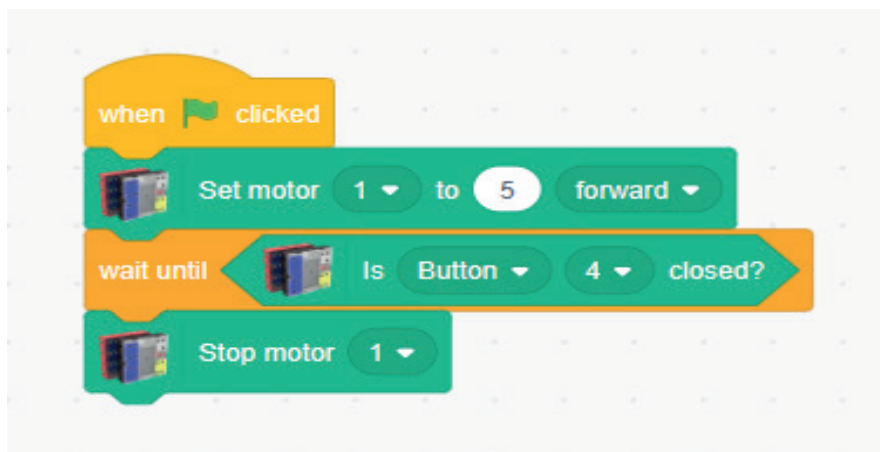 when clicked
Set motor 1 to 5 forward
wait until Is Button 4 closed?
Stop motor 1